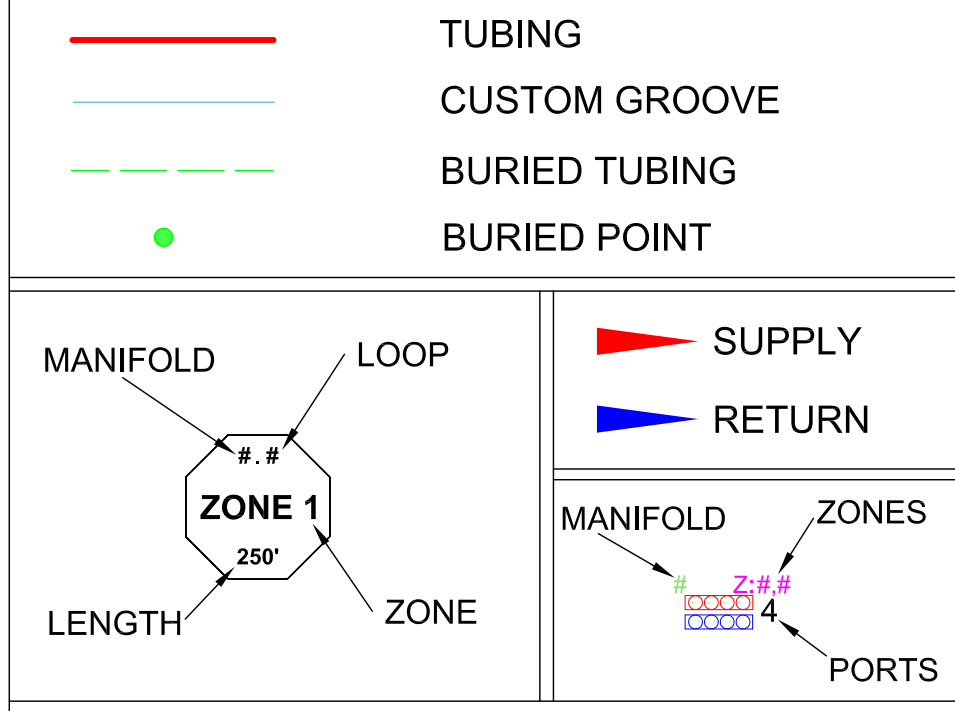 TUBING
CUSTOM GROOVE
BURIED TUBING
BURIED POINT
MANIFOLD
LOOP
#.#
ZONE 1
250'
LENGTH
ZONE
SUPPLY
RETURN
MANIFOLD
ZONES
# Z:#,#
4
PORTS